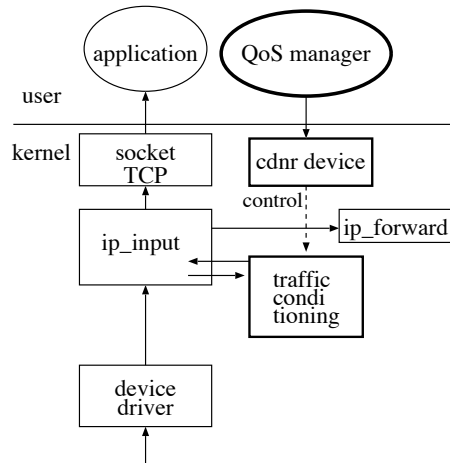 application
QoS manager
user
kernel
socket
TCP
cdnr device
control
ip_input
ip_forward
traffic
condi
tioning
device
driver